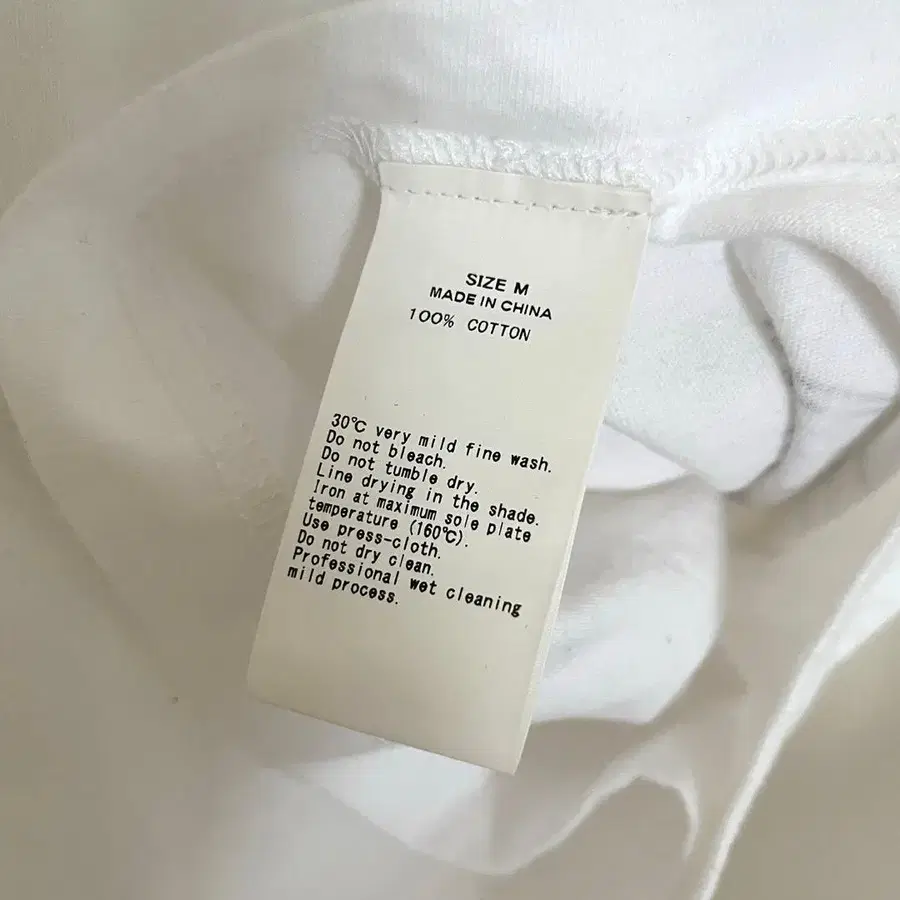 SIZE M
MADE IN CHINA
100% COTTON
30℃ very mild fine wash.
Do not bleach.
Do not tumble dry.
Line drying in the shade.
Iron at maximum sole plate
temperature (160℃).
Use press-cloth.
Do not dry clean.
Professional wet cleaning
mild process.